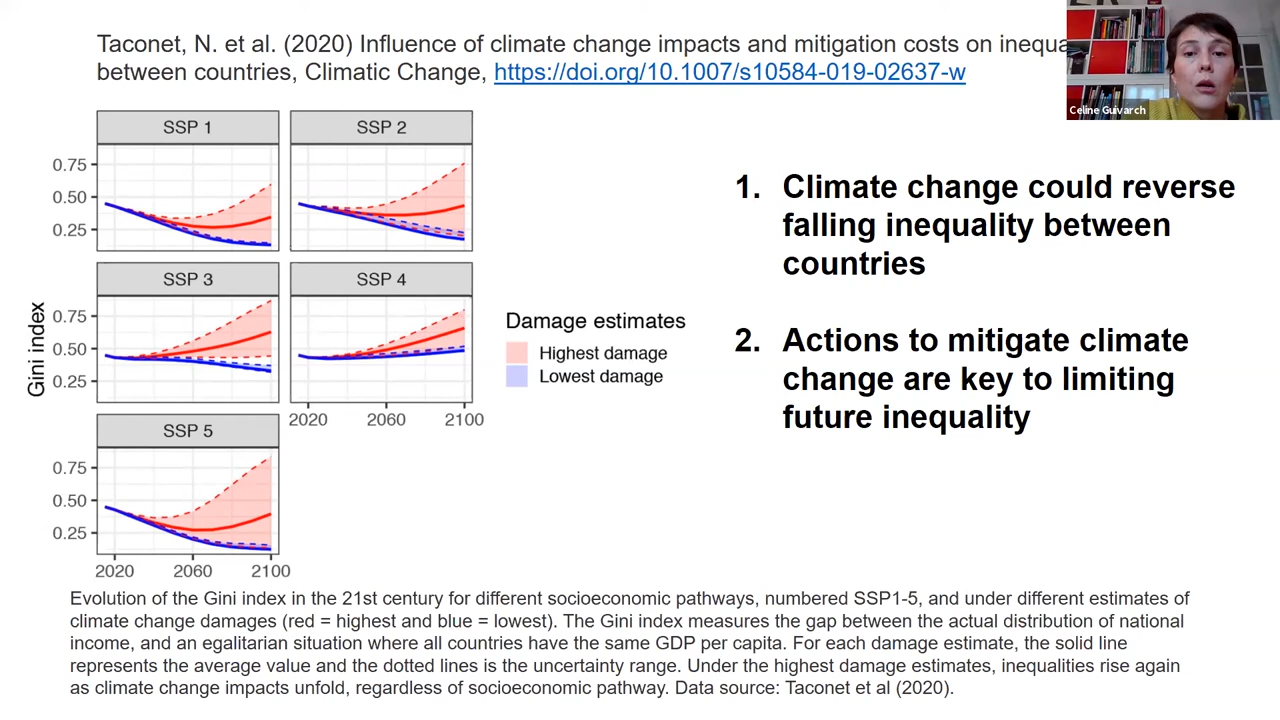 Taconet, N. et al. (2020) Influence of climate change impacts and mitigation costs on inequa
between countries, Climatic Change, https://doi.org/10.1007/s10584-019-02637-w
Celine Guivarch
SSP 1
SSP 2
0.75
0.50
0.25
SSP 3
SSP 4
0.75
0.50
0.25
2020 2060 2100
SSP 5
0.75
0.50
0.25
2020 2060 2100
Gini index
Damage estimates
Highest damage
Lowest damage
1. Climate change could reverse
falling inequality between
countries
2. Actions to mitigate climate
change are key to limiting
future inequality
Evolution of the Gini index in the 21st century for different socioeconomic pathways, numbered SSP1-5, and under different estimates of
climate change damages (red = highest and blue = lowest). The Gini index measures the gap between the actual distribution of national
income, and an egalitarian situation where all countries have the same GDP per capita. For each damage estimate, the solid line
represents the average value and the dotted lines is the uncertainty range. Under the highest damage estimates, inequalities rise again
as climate change impacts unfold, regardless of socioeconomic pathway. Data source: Taconet et al (2020).